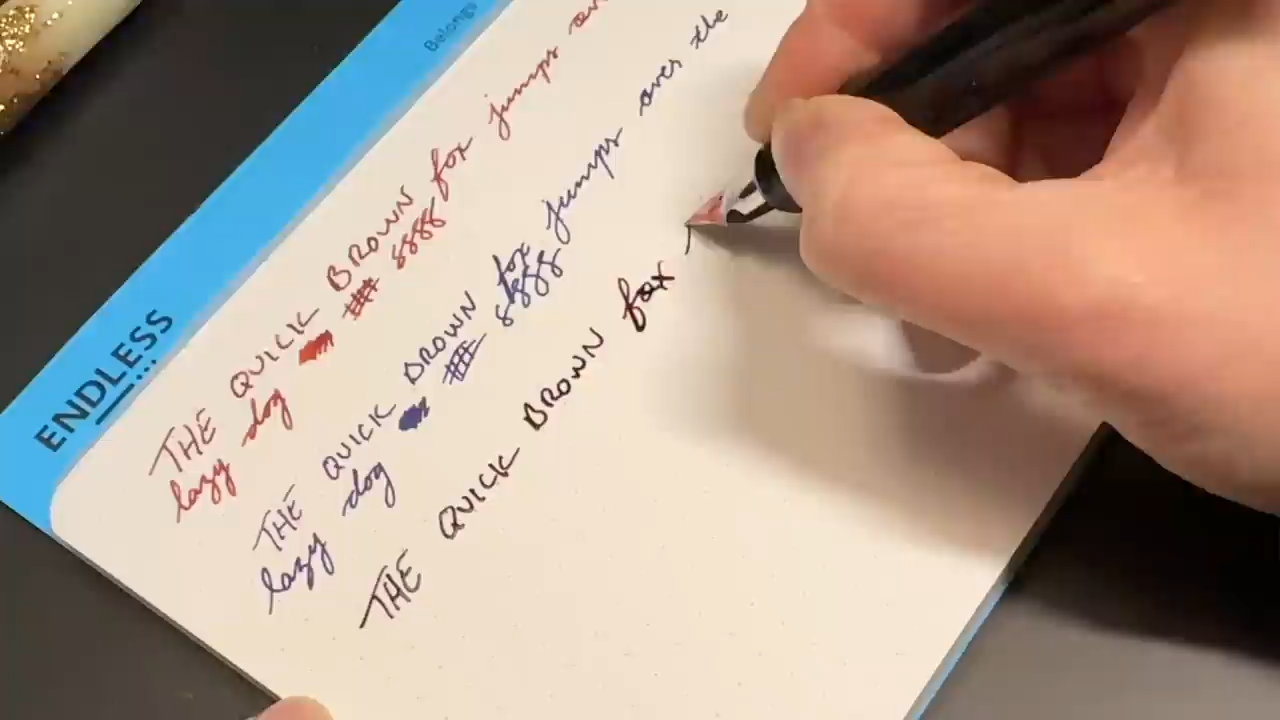 Belongs
ENDLESS
THE QUICK BROWN fox jumps
lazy dog ### 8888
THE QUICK BROWN fox jumps over the
lazy dog ### 8888
THE QUICK BROWN fox